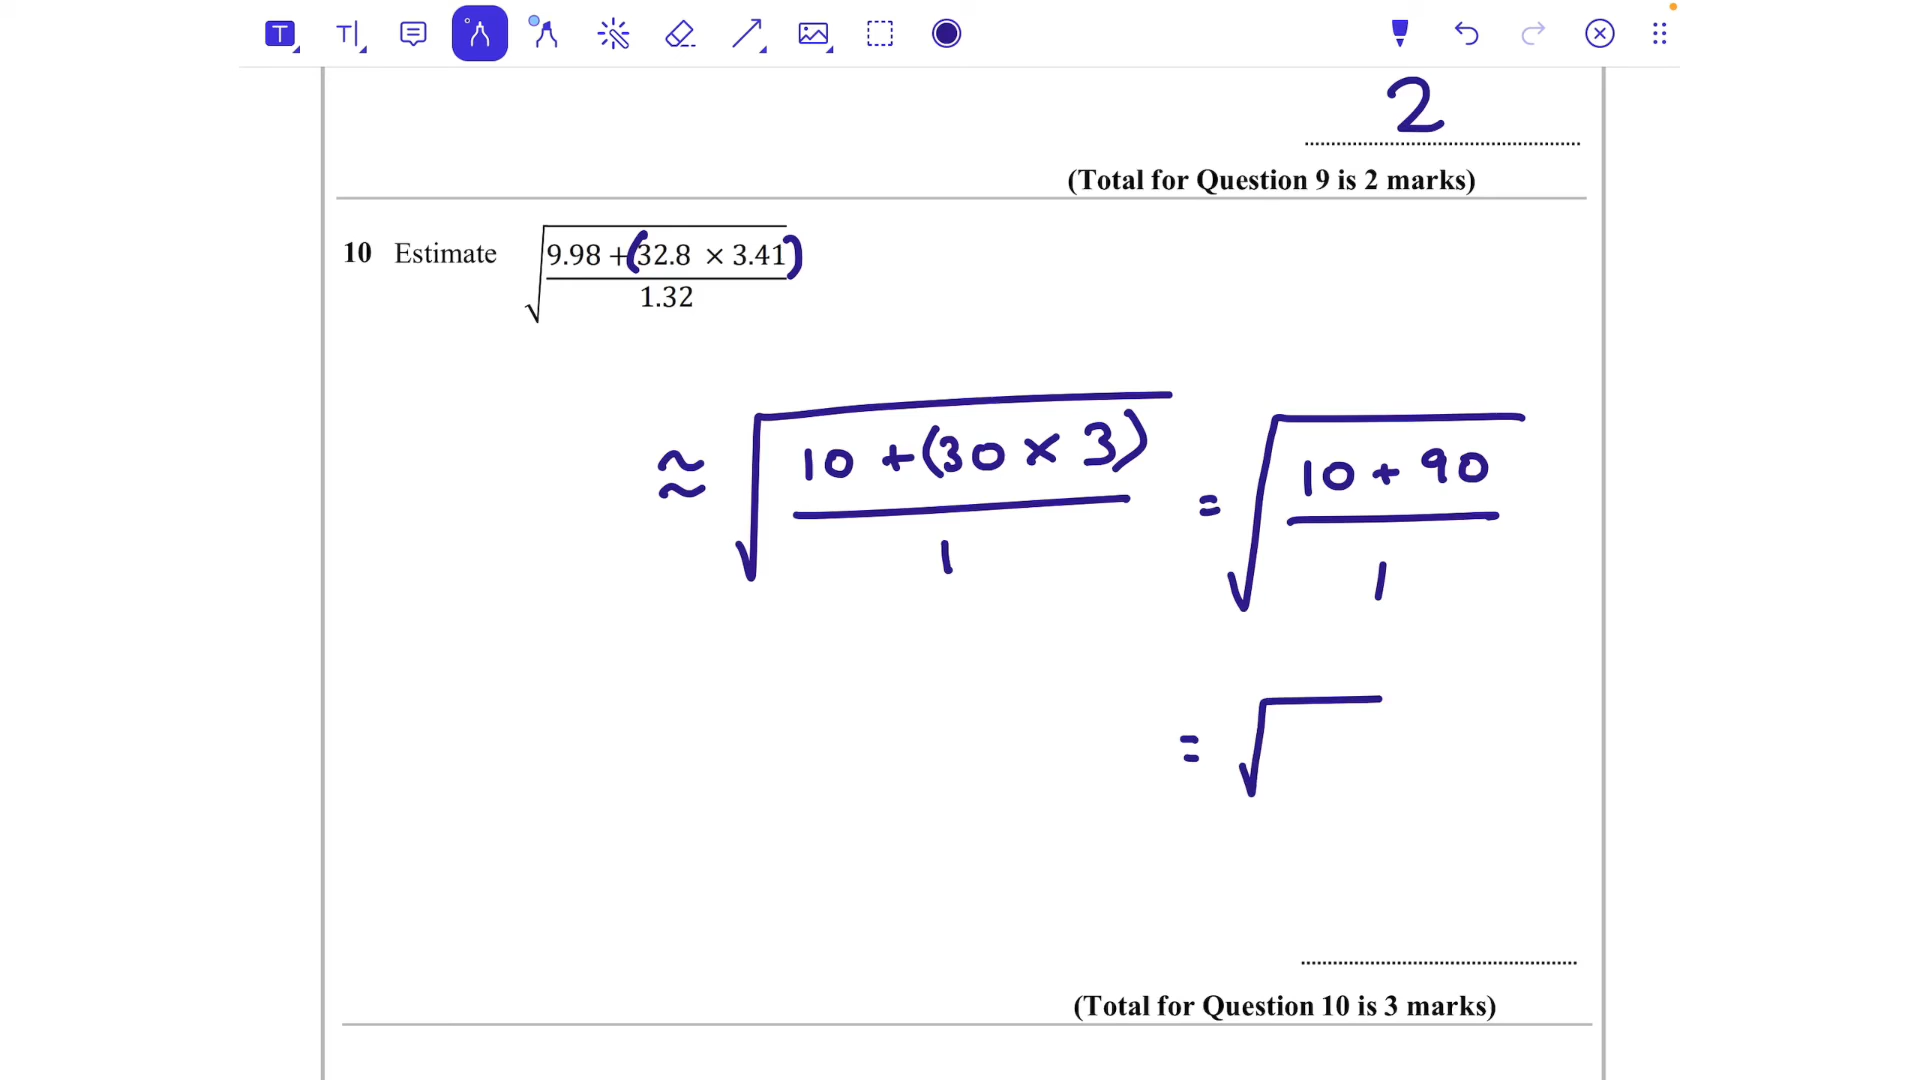 2
(Total for Question 9 is 2 marks)
10 Estimate √((9.98 + (32.8 × 3.41))/1.32)
≈ √((10 + (30 × 3))/1) = √((10 + 90)/1)
= √
(Total for Question 10 is 3 marks)